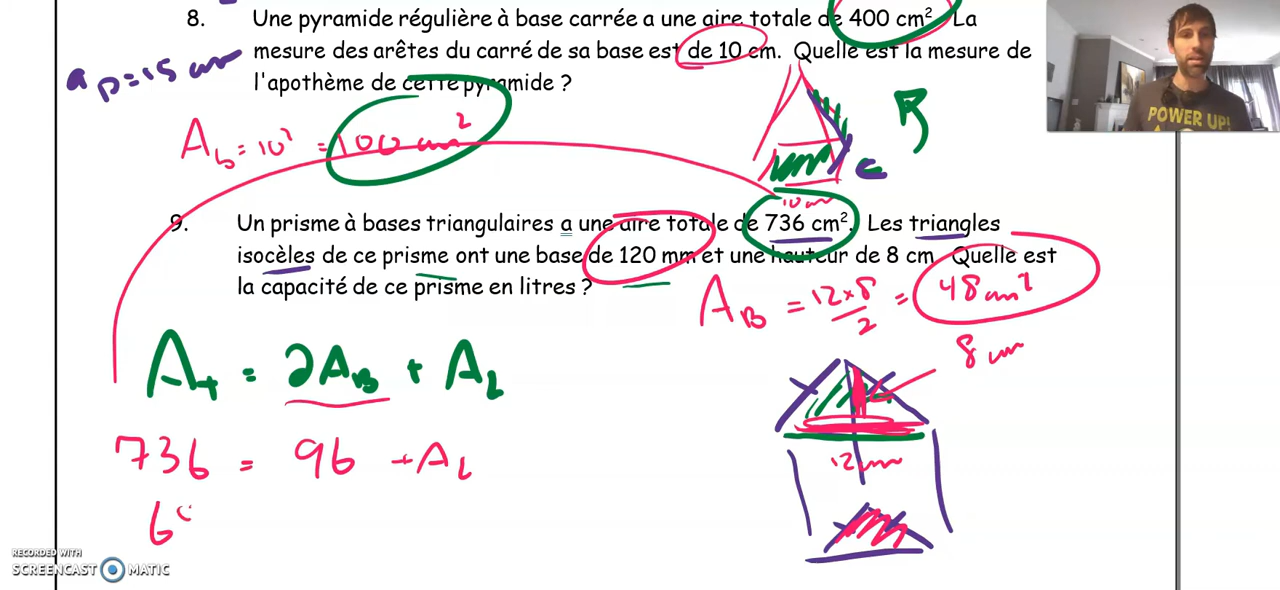 8. Une pyramide régulière à base carrée a une aire totale de 400 cm². La
mesure des arêtes du carré de sa base est de 10 cm. Quelle est la mesure de
l'apothème de cette pyramide ?
ap=15 cm
A_b = 10² = 100 cm²
10 cm
POWER UP!
9. Un prisme à bases triangulaires a une aire totale de 736 cm². Les triangles
isocèles de ce prisme ont une base de 120 mm et une hauteur de 8 cm. Quelle est
la capacité de ce prisme en litres ?
A_B = 12×8/2 = 48 cm²
8 cm
A_t = 2A_B + A_L
12 cm
736 = 96 + A_L
RECORDED WITH
SCREENCAST MATIC